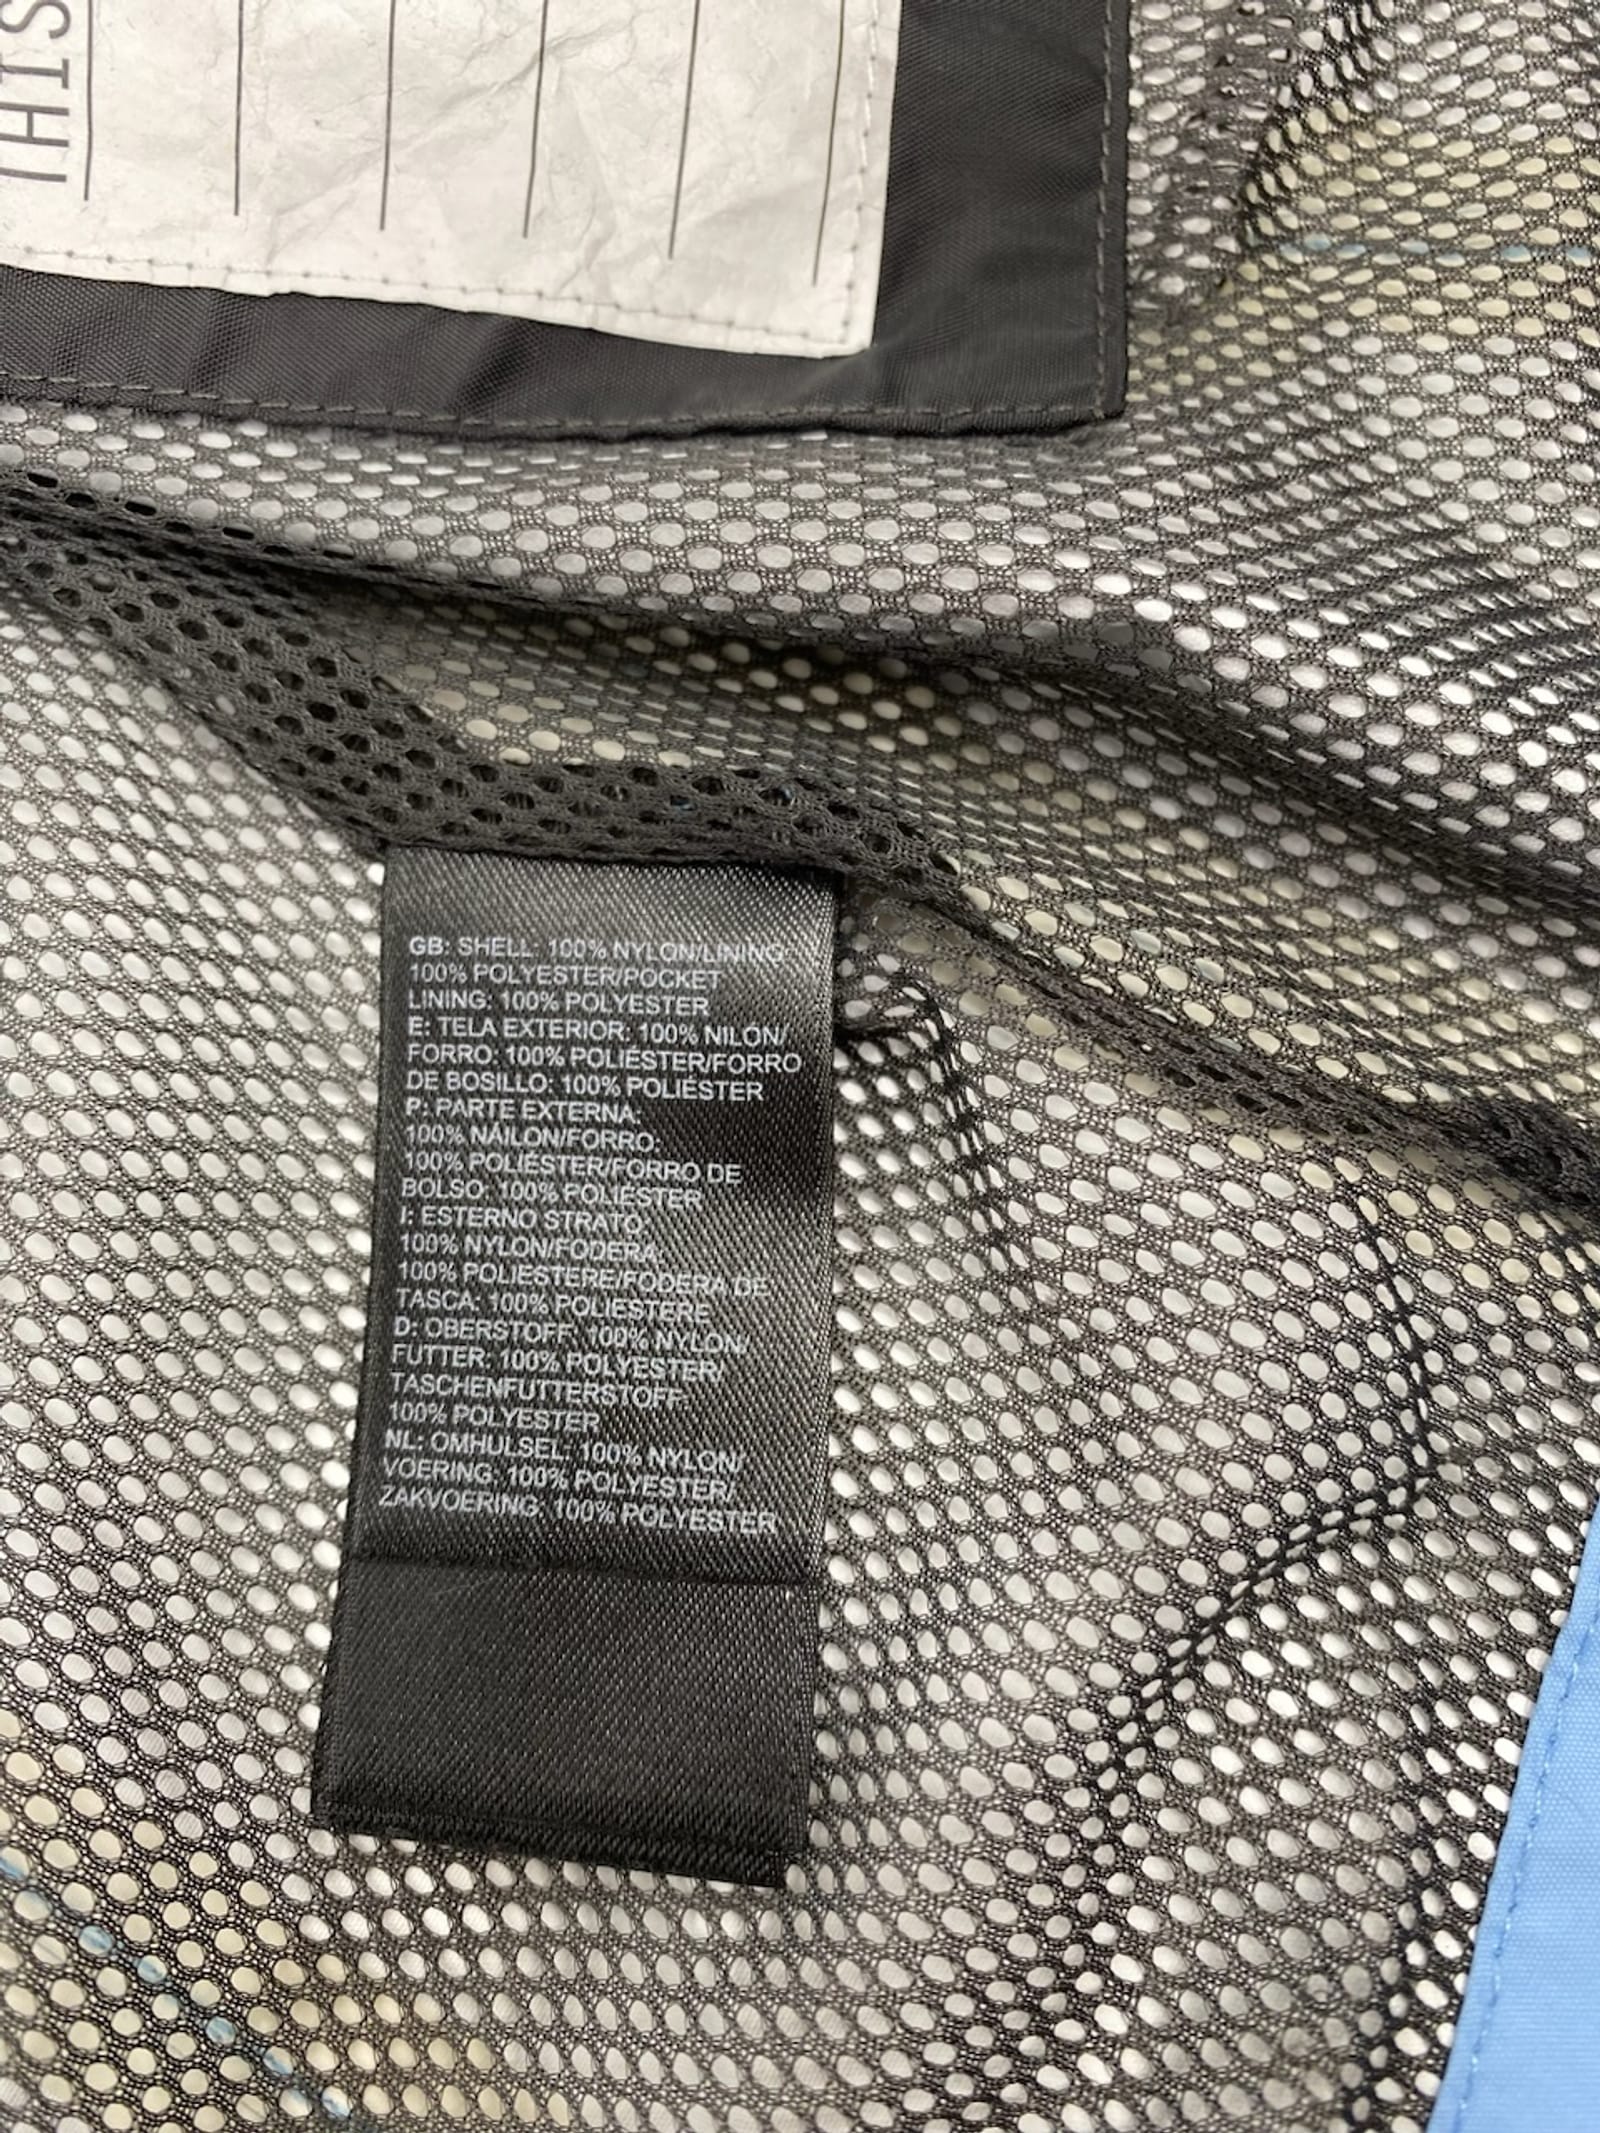 THIS
GB: SHELL: 100% NYLON/LINING:
100% POLYESTER/POCKET
LINING: 100% POLYESTER
E: TELA EXTERIOR: 100% NILÓN/
FORRO: 100% POLIÉSTER/FORRO
DE BOSILLO: 100% POLIÉSTER
P: PARTE EXTERNA:
100% NÁILON/FORRO:
100% POLIÉSTER/FORRO DE
BOLSO: 100% POLIÉSTER
I: ESTERNO STRATO:
100% NYLON/FODERA:
100% POLIESTERE/FODERA DE
TASCA: 100% POLIESTERE
D: OBERSTOFF: 100% NYLON/
FUTTER: 100% POLYESTER/
TASCHENFUTTERSTOFF:
100% POLYESTER
NL: OMHULSEL: 100% NYLON/
VOERING: 100% POLYESTER/
ZAKVOERING: 100% POLYESTER